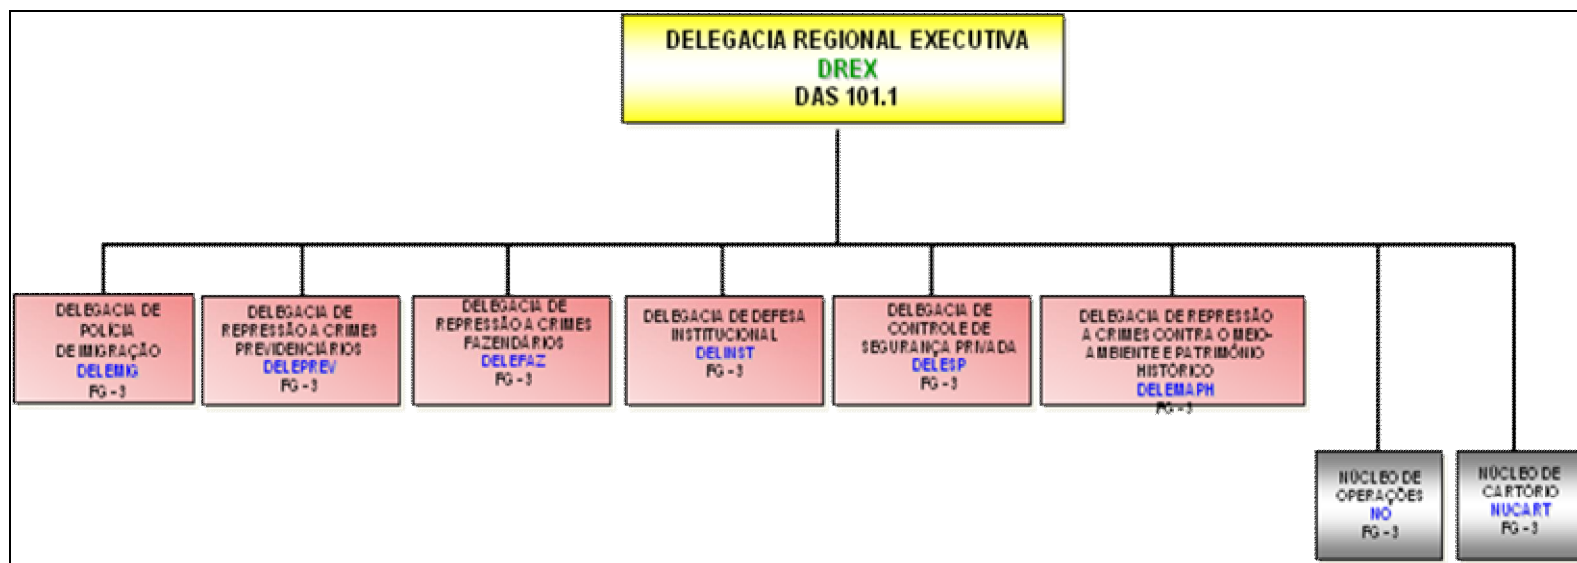 DELEGACIA REGIONAL EXECUTIVA
DREX
DAS 101.1
DELEGACIA DE
POLÍCIA
DE IMIGRAÇÃO
DELEMIG
FG - 3
DELEGACIA DE
REPRESSÃO A CRIMES
PREVIDENCIÁRIOS
DELEPREV
FG - 3
DELEGACIA DE
REPRESSÃO A CRIMES
FAZENDÁRIOS
DELEFAZ
FG - 3
DELEGACIA DE DEFESA
INSTITUCIONAL
DELINST
FG - 3
DELEGACIA DE
CONTROLE DE
SEGURANÇA PRIVADA
DELESP
FG - 3
DELEGACIA DE REPRESSÃO
A CRIMES CONTRA O MEIO-
AMBIENTE E PATRIMÔNIO
HISTÓRICO
DELEMAPH
FG - 3
NÚCLEO DE
OPERAÇÕES
NO
FG - 3
NÚCLEO DE
CARTÓRIO
NUCART
FG - 3